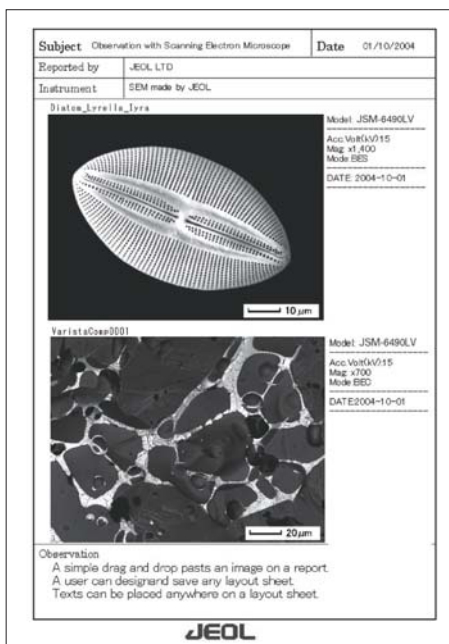 Subject Observation with Scanning Electron Microscope Date 01/10/2004
Reported by JEOL LTD
Instrument SEM made by JEOL
Diatom_Lyrella_lyra
Model: JSM-6490LV
Acc.Volt(kV):15
Mag: x1,400
Mode:BES
DATE: 2004-10-01
10µm
VaristaComp0001
Model: JSM-6490LV
Acc.Volt(kV):15
Mag: x700
Mode:BEC
DATE:2004-10-01
20µm
Observation
A simple drag and drop pasts an image on a report.
A user can designand save any layout sheet.
Texts can be placed anywhere on a layout sheet.
JEOL